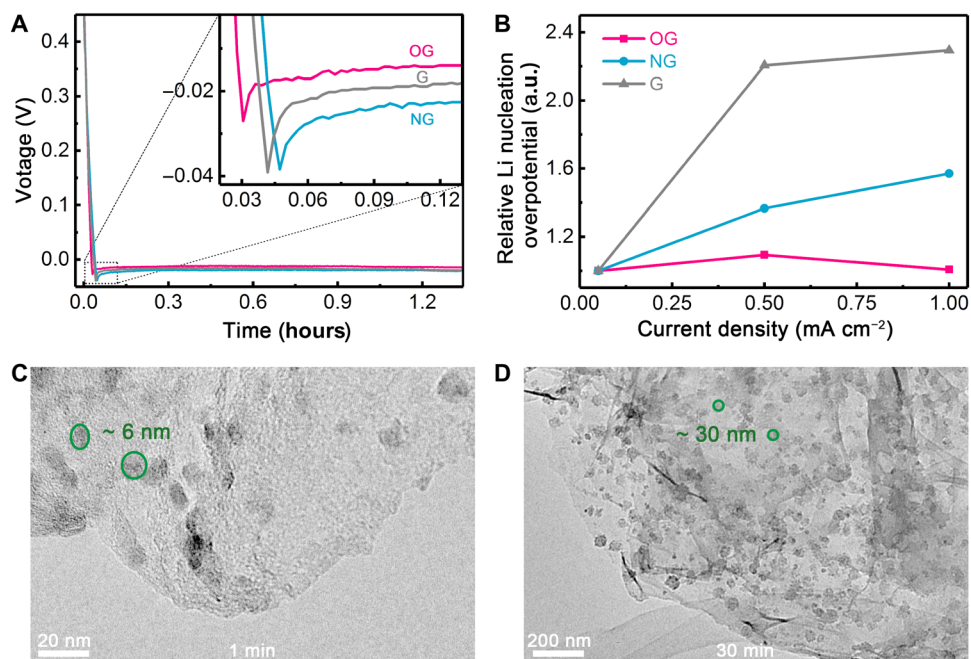 A
Votage (V)
0.4
0.3
0.2
0.1
0.0
0.0
0.3
0.6
0.9
1.2
Time (hours)
−0.02
−0.04
0.03
0.06
0.09
0.12
OG
G
NG
B
Relative Li nucleation
overpotential (a.u.)
2.4
2.0
1.6
1.2
OG
NG
G
0.00
0.25
0.50
0.75
1.00
Current density (mA cm⁻²)
C
~ 6 nm
20 nm
1 min
D
~ 30 nm
200 nm
30 min